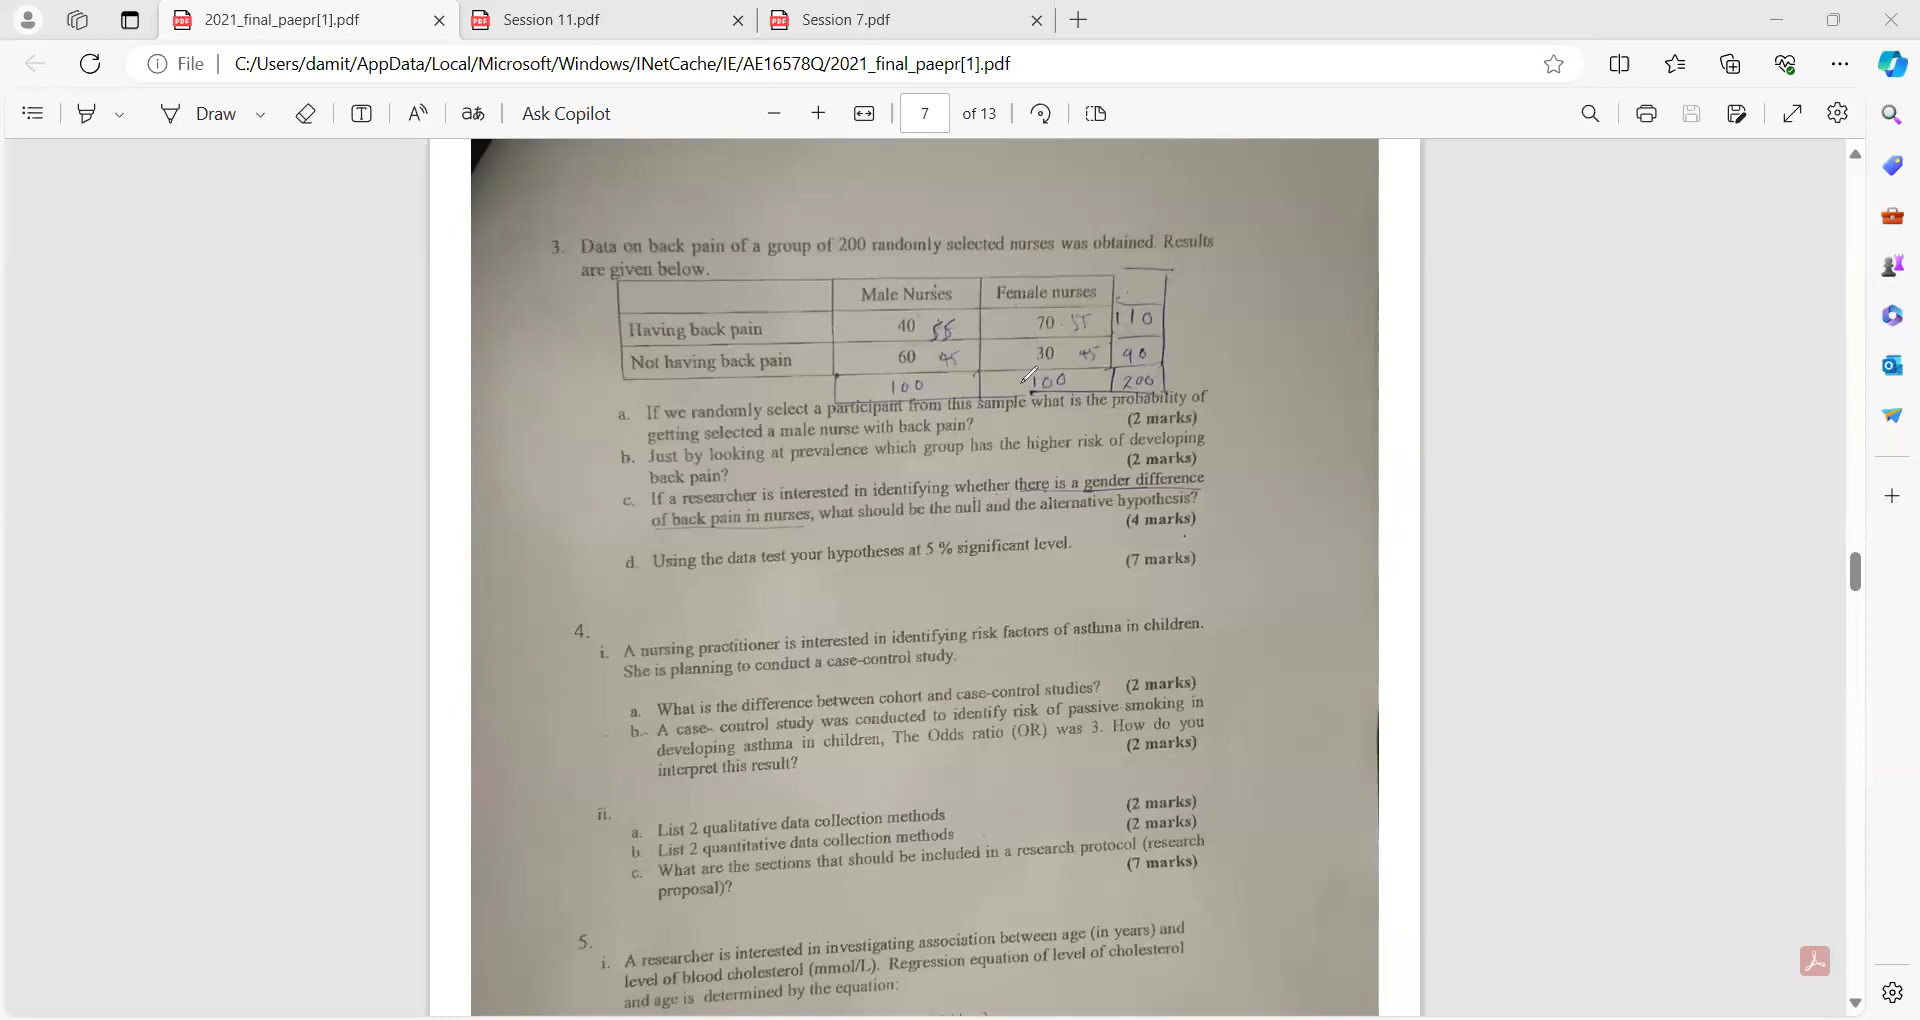 2021_final_paepr[1].pdf
Session 11.pdf
Session 7.pdf
File
C:/Users/damit/AppData/Local/Microsoft/Windows/INetCache/IE/AE16578Q/2021_final_paepr[1].pdf
Draw
Ask Copilot
7 of 13
3. Data on back pain of a group of 200 randomly selected nurses was obtained. Results
are given below.
Male Nurses Female nurses
Having back pain 40 55 70 55 110
Not having back pain 60 45 30 45 90
100 100 200
a. If we randomly select a participant from this sample what is the probability of
getting selected a male nurse with back pain? (2 marks)
b. Just by looking at prevalence which group has the higher risk of developing
back pain? (2 marks)
c. If a researcher is interested in identifying whether there is a gender difference
of back pain in nurses, what should be the null and the alternative hypothesis?
(4 marks)
d. Using the data test your hypotheses at 5 % significant level.
(7 marks)
4.
i. A nursing practitioner is interested in identifying risk factors of asthma in children.
She is planning to conduct a case-control study.
a. What is the difference between cohort and case-control studies? (2 marks)
b. A case- control study was conducted to identify risk of passive smoking in
developing asthma in children, The Odds ratio (OR) was 3. How do you
interpret this result? (2 marks)
ii.
a. List 2 qualitative data collection methods (2 marks)
b. List 2 quantitative data collection methods (2 marks)
c. What are the sections that should be included in a research protocol (research
proposal)? (7 marks)
5.
i. A researcher is interested in investigating association between age (in years) and
level of blood cholesterol (mmol/L). Regression equation of level of cholesterol
and age is determined by the equation: